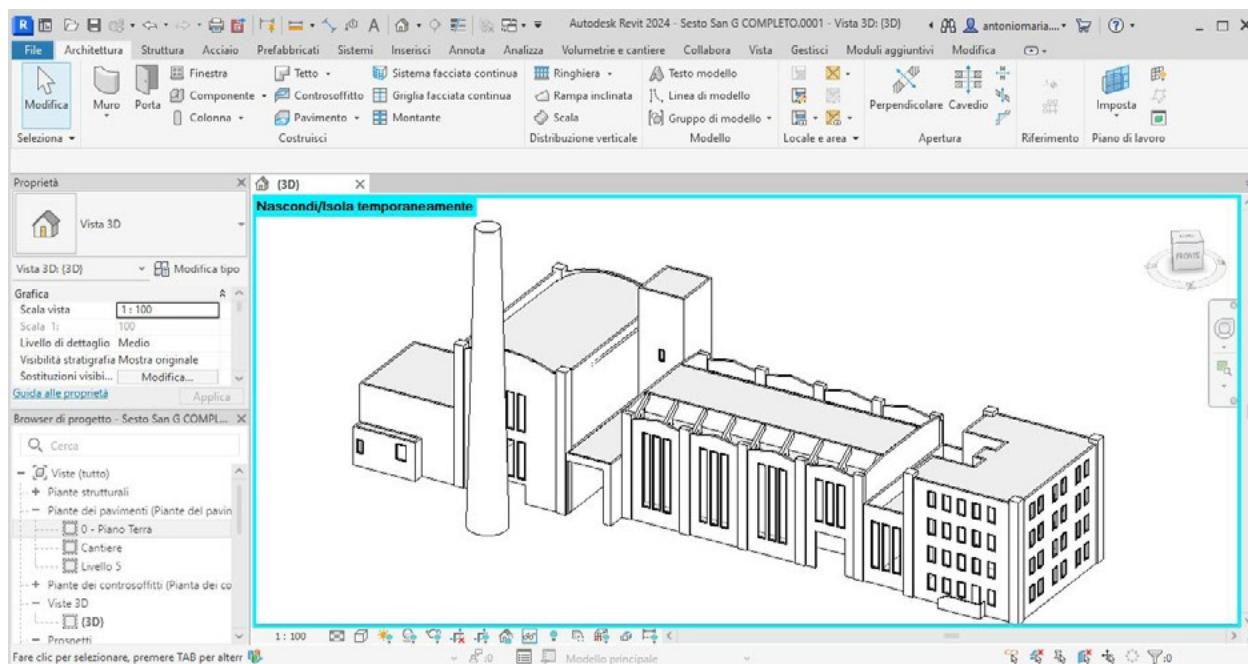 Autodesk Revit 2024 - Sesto San G COMPLETO.0001 - Vista 3D: {3D}
antoniomaria....
File Architettura Struttura Acciaio Prefabbricati Sistemi Inserisci Annota Analizza Volumetrie e cantiere Collabora Vista Gestisci Moduli aggiuntivi Modifica
Finestra Tetto Sistema facciata continua Ringhiera Testo modello
Modifica Muro Porta Componente Controsoffitto Griglia facciata continua Rampa inclinata Linea di modello Perpendicolare Cavedio Imposta
Colonna Pavimento Montante Scala Gruppo di modello
Seleziona Costruisci Distribuzione verticale Modello Locale e area Apertura Riferimento Piano di lavoro
Proprietà
Vista 3D
Vista 3D: {3D} Modifica tipo
Grafica
Scala vista 1 : 100
Scala 1: 100
Livello di dettaglio Medio
Visibilità stratigrafia Mostra originale
Sostituzioni visibi... Modifica...
Guida alle proprietà Applica
Browser di progetto - Sesto San G COMPL...
Cerca
Viste (tutto)
Piante strutturali
Piante dei pavimenti (Piante del pavin
0 - Piano Terra
Cantiere
Livello 5
Piante dei controsoffitti (Pianta dei co
Viste 3D
{3D}
Prospetti
{3D}
Nascondi/Isola temporaneamente
FRONTE
1 : 100
Fare clic per selezionare, premere TAB per alterr
:0
Modello principale
:0